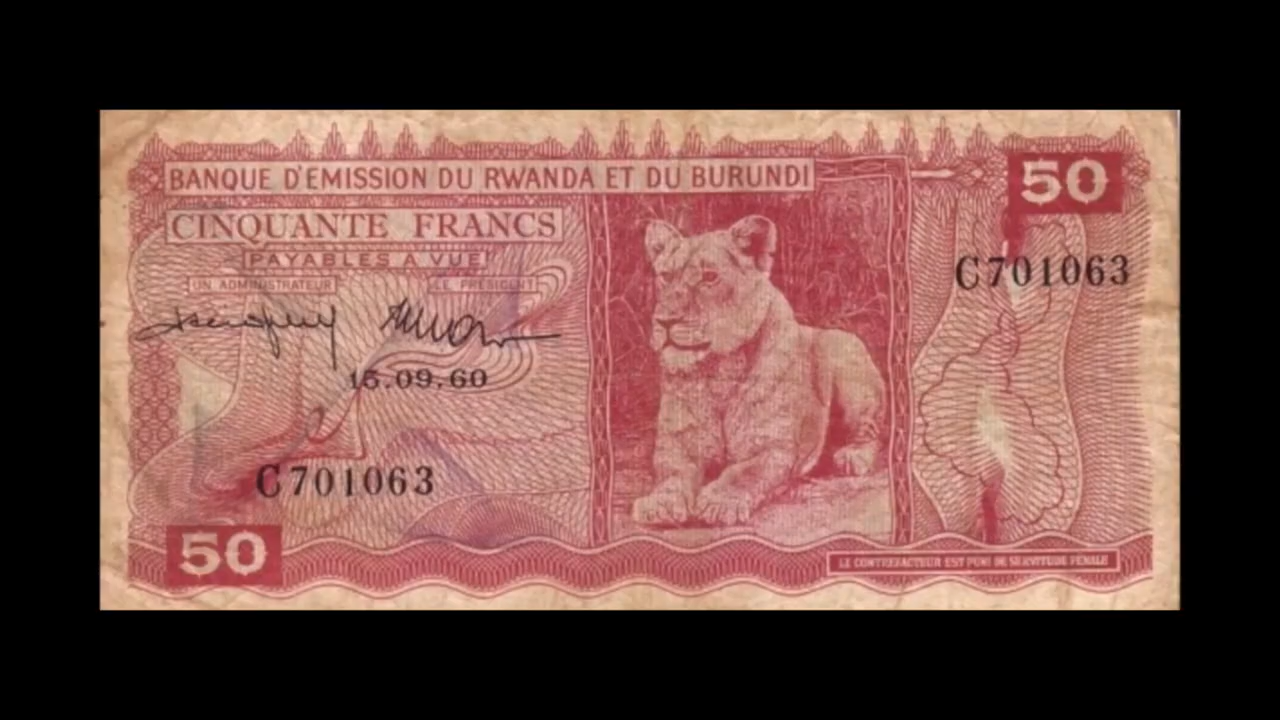 BANQUE D'EMISSION DU RWANDA ET DU BURUNDI
50
CINQUANTE FRANCS
PAYABLES A VUE
UN ADMINISTRATEUR
LE PRÉSIDENT
C701063
15.09.60
C701063
50
LE CONTREFACTEUR EST PUNI DE SERVITUDE PENALE